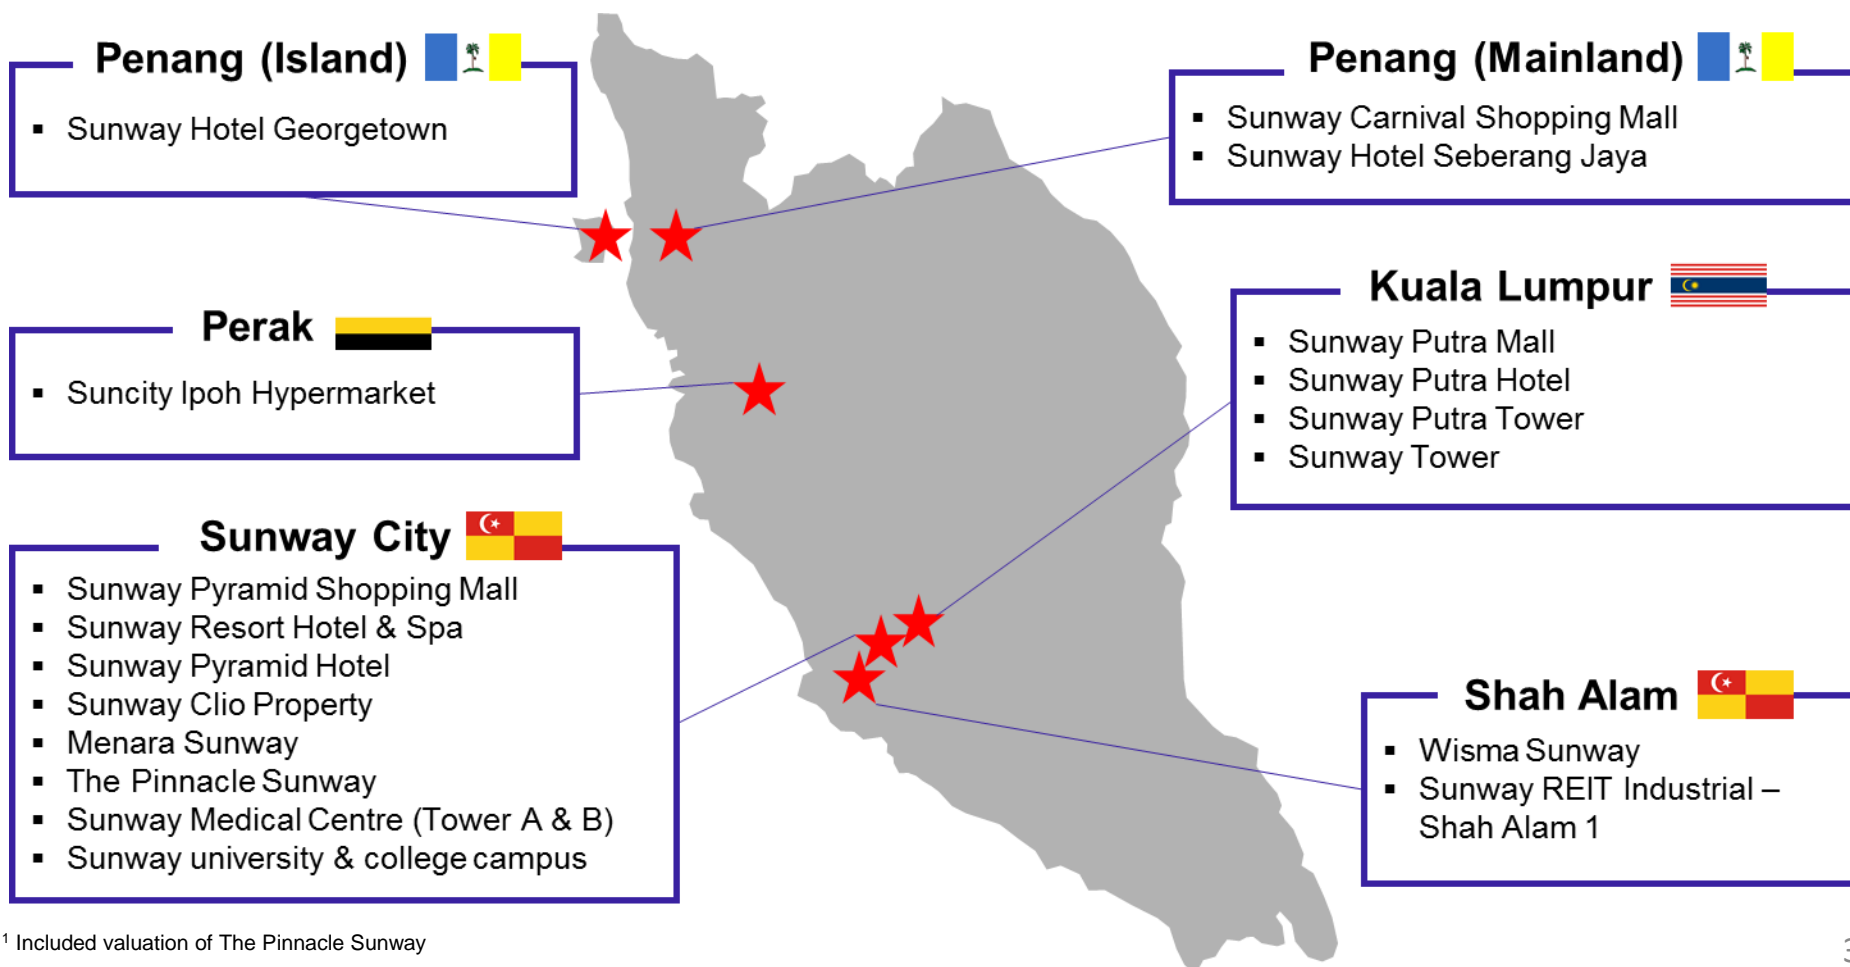 Penang (Island)
▪ Sunway Hotel Georgetown
Penang (Mainland)
▪ Sunway Carnival Shopping Mall
▪ Sunway Hotel Seberang Jaya
Perak
▪ Suncity Ipoh Hypermarket
Kuala Lumpur
▪ Sunway Putra Mall
▪ Sunway Putra Hotel
▪ Sunway Putra Tower
▪ Sunway Tower
Sunway City
▪ Sunway Pyramid Shopping Mall
▪ Sunway Resort Hotel & Spa
▪ Sunway Pyramid Hotel
▪ Sunway Clio Property
▪ Menara Sunway
▪ The Pinnacle Sunway
▪ Sunway Medical Centre (Tower A & B)
▪ Sunway university & college campus
Shah Alam
▪ Wisma Sunway
▪ Sunway REIT Industrial –
Shah Alam 1
¹ Included valuation of The Pinnacle Sunway